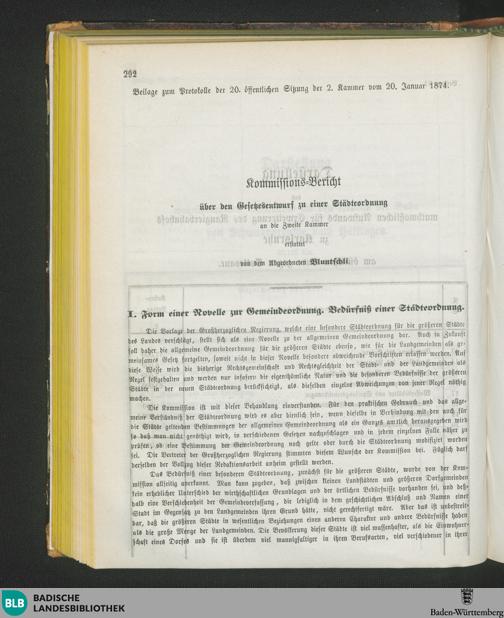 292
Beilage zum Protokolle der 20. öffentlichen Sitzung der 2. Kammer vom 20. Januar 1874.
Kommissions-Bericht
über den Gesetzesentwurf zu einer Städteordnung
an die Zweite Kammer
erstattet
von dem Abgeordneten Bluntschli.
I. Form einer Novelle zur Gemeindeordnung. Bedürfniß einer Städteordnung.
Die Vorlage der Großherzoglichen Regierung, welche eine besondere Städteordnung für die größeren Städte
des Landes vorschlägt, stellt sich als eine Novelle zu der allgemeinen Gemeindeordnung dar. Auch in Zukunft
soll daher die allgemeine Gemeindeordnung für die größeren Städte ebenso, wie für die Landgemeinden als ge-
meinsames Gesetz fortgelten, soweit nicht in dieser Novelle besondere abweichende Vorschriften erlassen werden. Auf
diese Weise wird die bisherige Rechtsgemeinschaft und Rechtsgleichheit der Stadt- und der Landgemeinden als
Regel festgehalten und werden nur insofern die eigenthümliche Natur und die besonderen Bedürfnisse der größeren
Städte in der neuen Städteordnung berücksichtigt, als dieselben einzelne Abweichungen von jener Regel nöthig
machen.
Die Kommission ist mit dieser Behandlung einverstanden. Für den praktischen Gebrauch und das allge-
meine Verständniß der Städteordnung wird es aber dienlich sein, wenn dieselbe in Verbindung mit den auch für
die Städte geltenden Bestimmungen der allgemeinen Gemeindeordnung als ein Ganzes amtlich herausgegeben wird
so daß man nicht genöthigt wird, in verschiedenen Gesetzen nachzuschlagen und in jedem einzelnen Falle näher zu
prüfen, ob eine Bestimmung der Gemeindeordnung noch gelte oder durch die Städteordnung modifizirt worden
sei. Die Vertreter der Großherzoglichen Regierung stimmten diesem Wunsche der Kommission bei. Füglich darf
derselben der Vollzug dieser Redaktionsarbeit anheim gestellt werden.
Das Bedürfniß einer besonderen Städteordnung, zunächst für die größeren Städte, wurde von der Kom-
mission allseitig anerkannt. Man kann zugeben, daß zwischen kleinen Landstädten und größeren Dorfgemeinden
kein erheblicher Unterschied der wirthschaftlichen Grundlagen und der örtlichen Bedürfnisse vorhanden sei, und deß-
halb eine Verschiedenheit der Gemeindeverfassung, die lediglich in dem geschichtlichen Abschluß und Namen einer
Stadt im Gegensatz zu den Landgemeinden ihren Grund hätte, nicht gerechtfertigt wäre. Aber das ist unbestreit-
bar, daß die größeren Städte in wesentlichen Beziehungen einen anderen Charakter und andere Bedürfnisse haben
als die große Menge der Landgemeinden. Die Bevölkerung dieser Städte ist viel massenhafter, als die Einwohner-
schaft eines Dorfes und sie ist überdem viel mannigfaltiger in ihren Berufsarten, viel verschiedener in ihrer
BLB
BADISCHE
LANDESBIBLIOTHEK
Baden-Württemberg